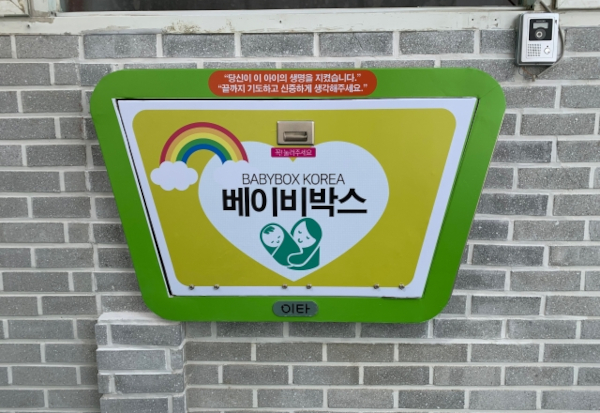 “당신이 이 아이의 생명을 지켰습니다.”
“끝까지 기도하고 신중하게 생각해주세요.”
꾹! 눌러주세요
BABYBOX KOREA
베이비박스
이타